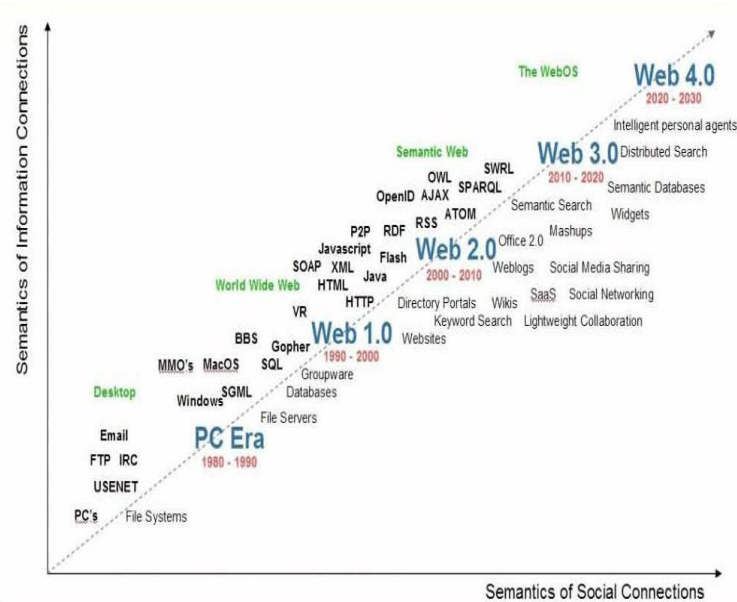 Semantics of Information Connections
The WebOS
Web 4.0
2020 - 2030
Intelligent personal agents
Semantic Web
Web 3.0
Distributed Search
2010 - 2020
SWRL
OWL
SPARQL
Semantic Databases
OpenID AJAX
Semantic Search
ATOM
Widgets
RSS
P2P RDF
Mashups
Office 2.0
Javascript
Web 2.0
Flash
2000 - 2010
SOAP XML
Weblogs Social Media Sharing
Java
World Wide Web
HTML
SaaS Social Networking
HTTP
Directory Portals Wikis
VR
Keyword Search Lightweight Collaboration
Web 1.0
BBS
Websites
Gopher
1990 - 2000
MMO's MacOS SQL
Groupware
Desktop
SGML
Databases
Windows
File Servers
Email
PC Era
FTP IRC
1980 - 1990
USENET
PC's File Systems
Semantics of Social Connections